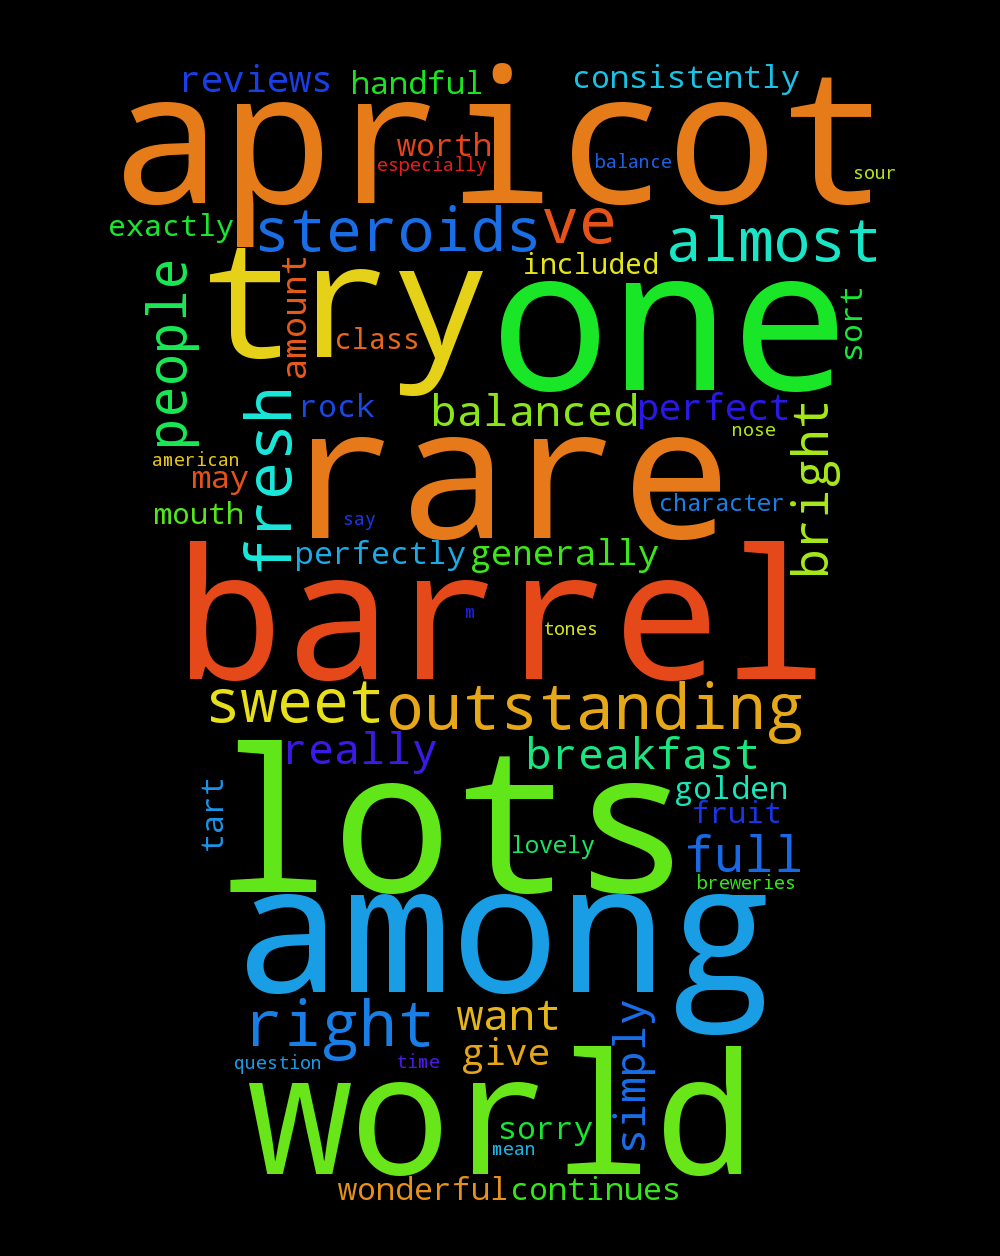 reviews
handful
consistently
apricot
worth
especially
balance
sour
exactly
steroids
ve
almost
people
try
amount
included
one
sort
class
fresh
rock
balanced
perfect
nose
bright
american
may
rare
character
mouth
say
perfectly
generally
barrel
m
tones
sweet
outstanding
really
breakfast
tart
lots
golden
fruit
lovely
full
breweries
among
right
want
simply
give
question
time
world
sorry
mean
wonderful
continues